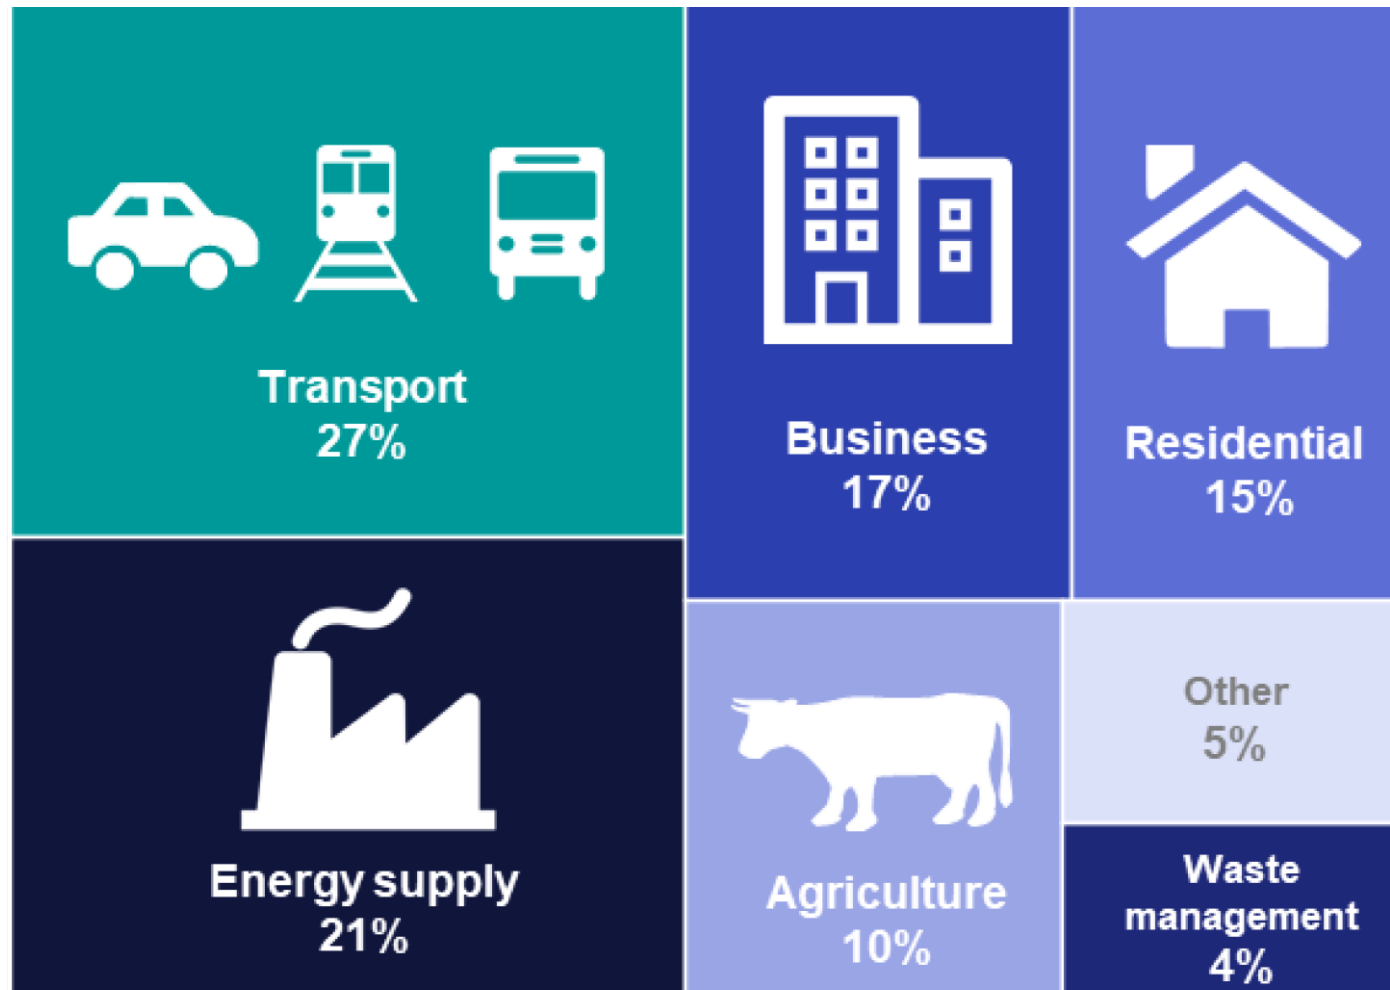 Transport
27%
Business
17%
Residential
15%
Energy supply
21%
Agriculture
10%
Other
5%
Waste
management
4%